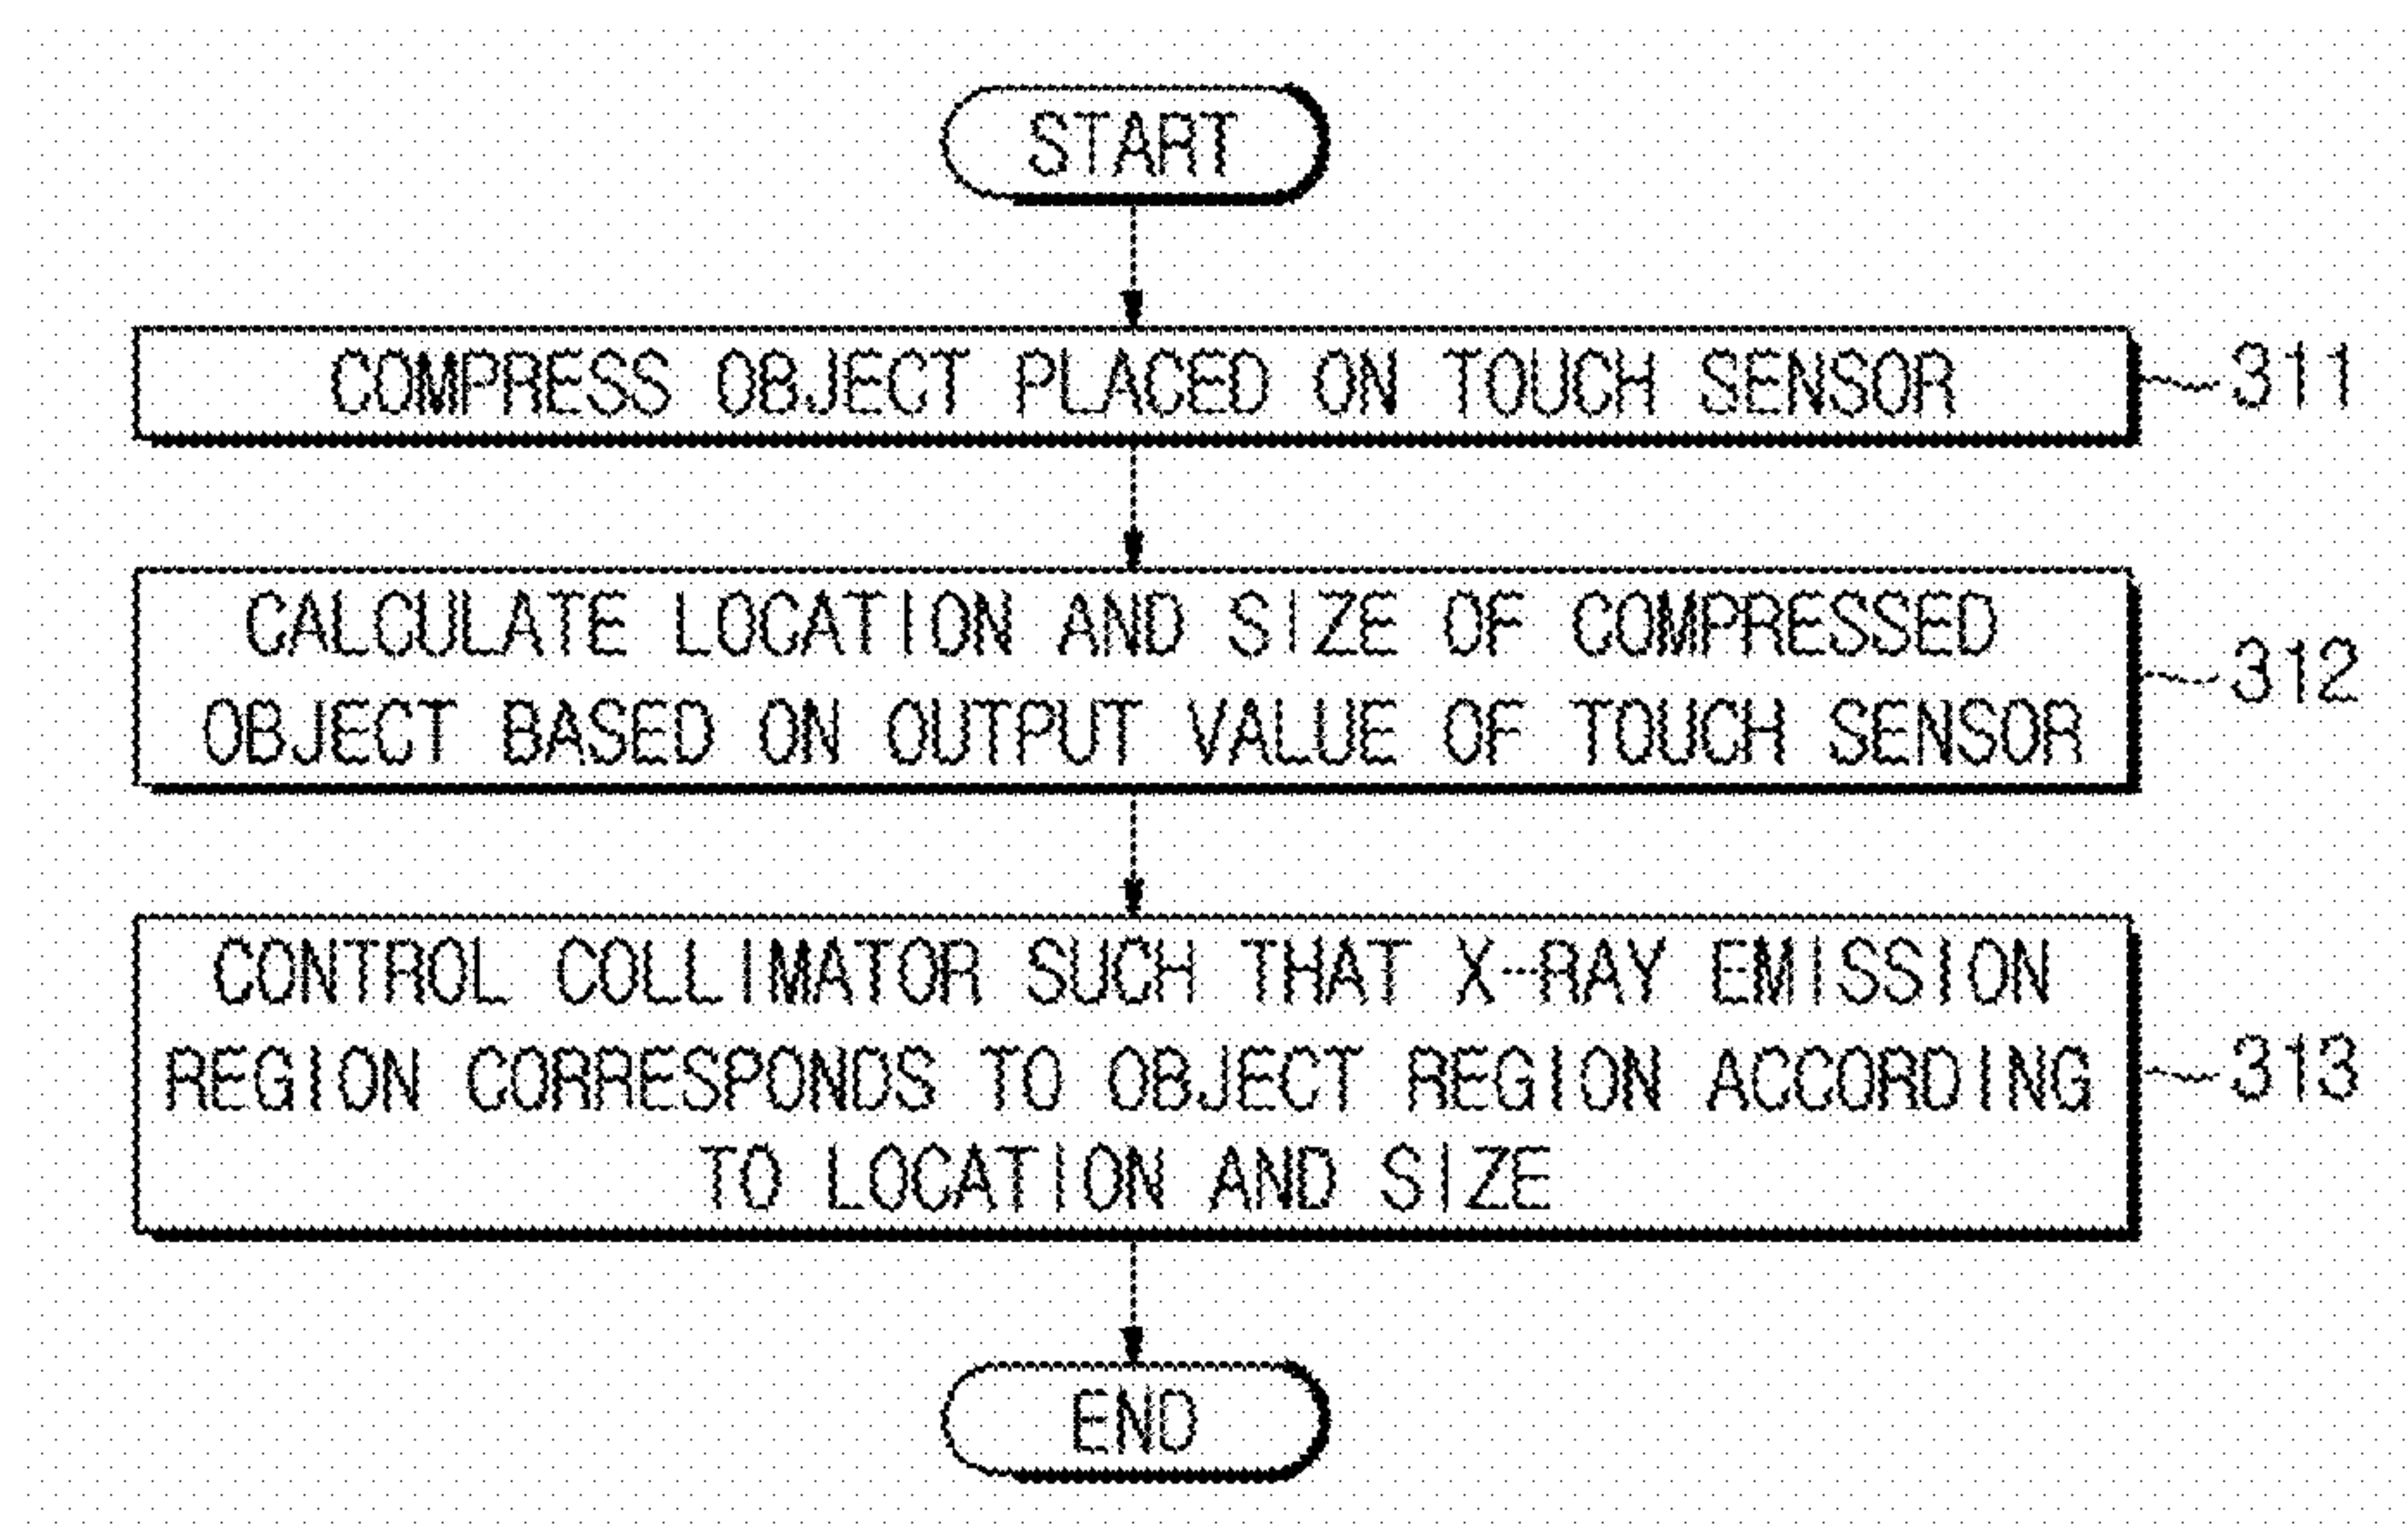 START
COMPRESS OBJECT PLACED ON TOUCH SENSOR
311
CALCULATE LOCATION AND SIZE OF COMPRESSED
OBJECT BASED ON OUTPUT VALUE OF TOUCH SENSOR
312
CONTROL COLLIMATOR SUCH THAT X-RAY EMISSION
REGION CORRESPONDS TO OBJECT REGION ACCORDING
TO LOCATION AND SIZE
313
END